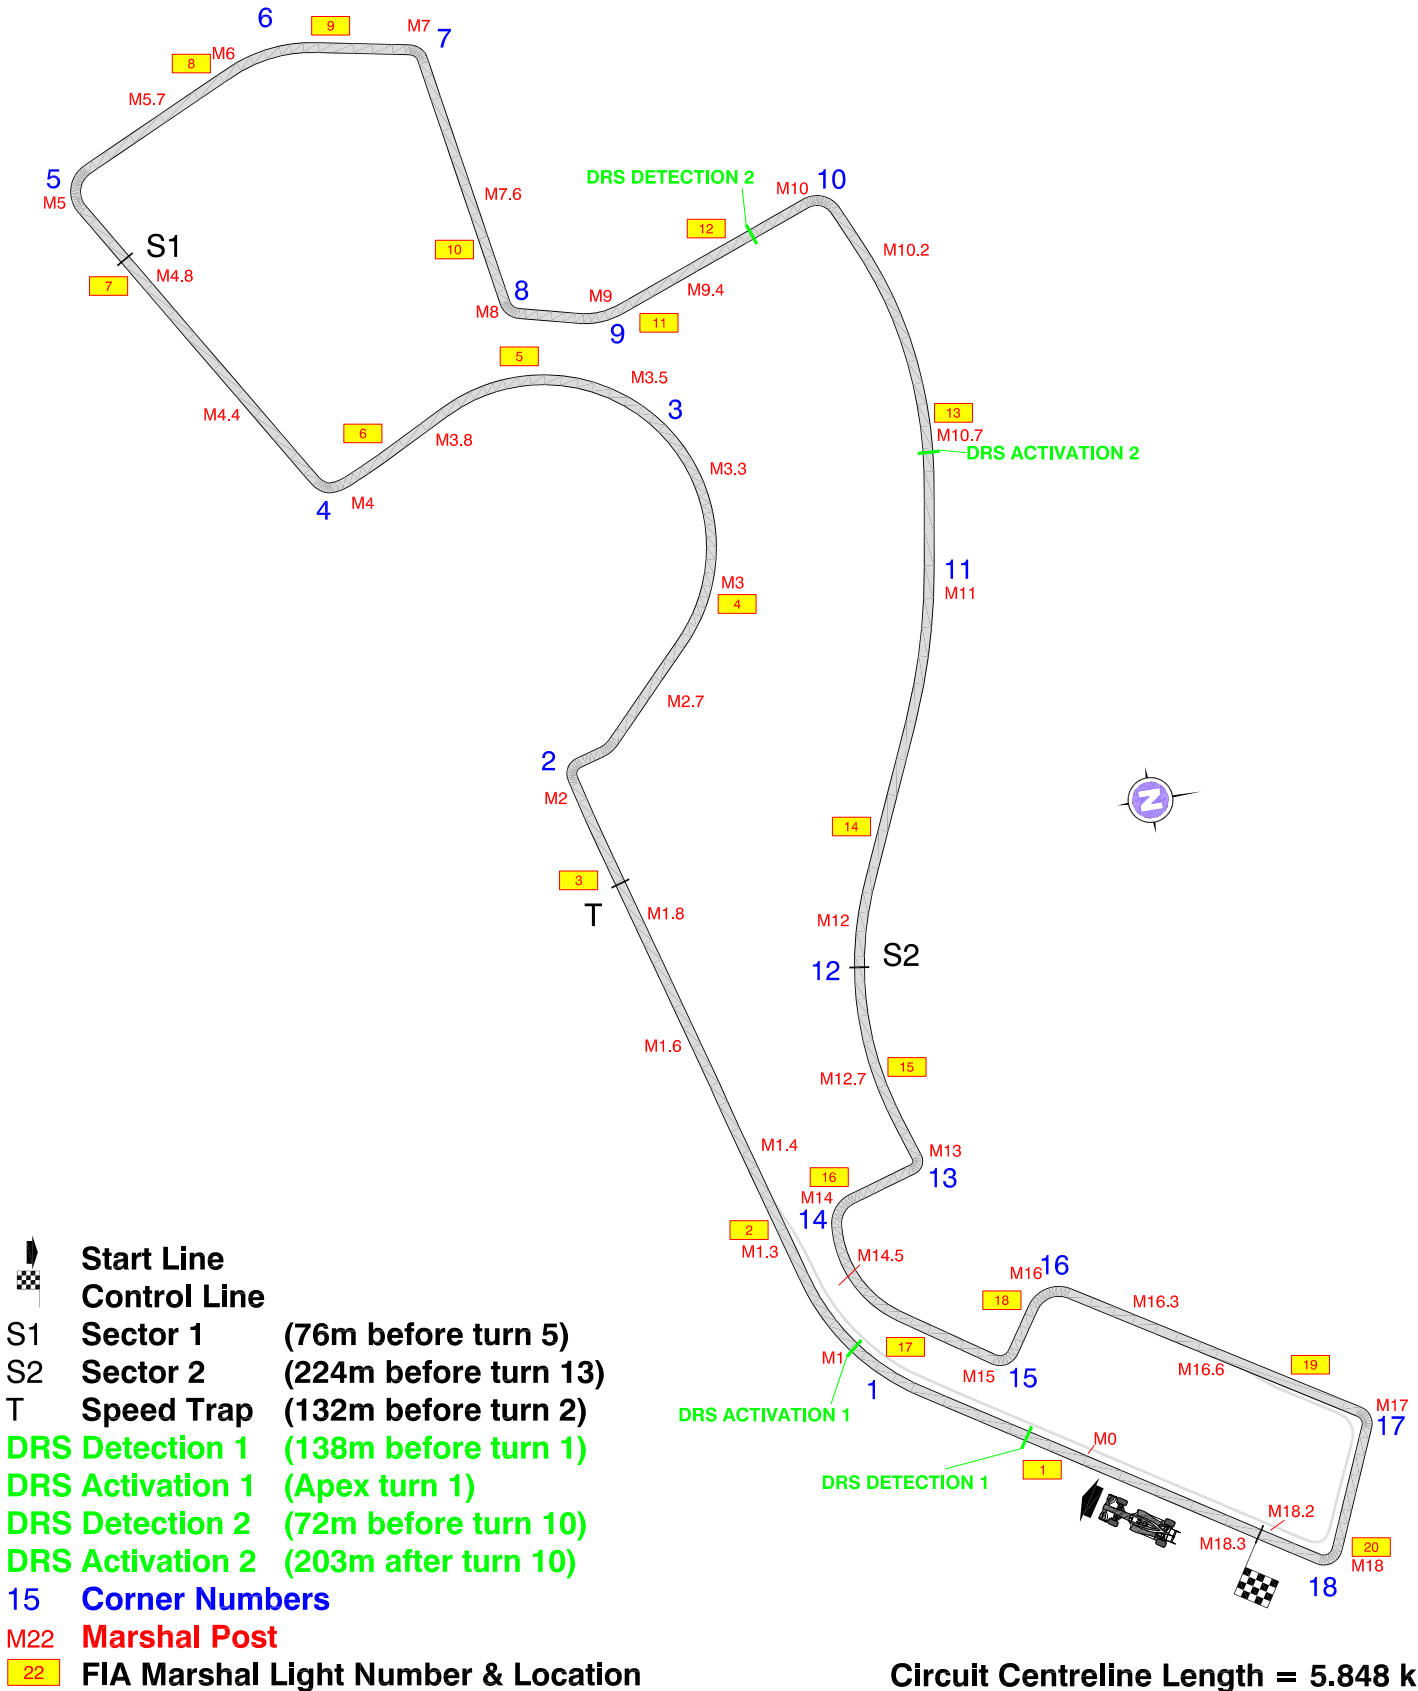 6
9
M7
7
M6
8
M5.7
5
M5
S1
M4.8
7
DRS DETECTION 2
M10
10
M7.6
12
10
M10.2
8
M8
M9
M9.4
9
11
5
M3.5
3
M4.4
6
M3.8
13
M10.7
DRS ACTIVATION 2
M3.3
M4
4
11
M11
M3
4
M2.7
2
M2
N
14
3
T
M1.8
M12
12
S2
M1.6
15
M12.7
M1.4
M13
13
16
M14
14
2
M1.3
M14.5
M16
16
18
M16.3
17
M1
1
M15
15
M16.6
19
M17
17
DRS ACTIVATION 1
M0
DRS DETECTION 1
1
M18.2
M18.3
20
M18
18
Start Line
Control Line
S1 Sector 1 (76m before turn 5)
S2 Sector 2 (224m before turn 13)
T Speed Trap (132m before turn 2)
DRS Detection 1 (138m before turn 1)
DRS Activation 1 (Apex turn 1)
DRS Detection 2 (72m before turn 10)
DRS Activation 2 (203m after turn 10)
15 Corner Numbers
M22 Marshal Post
22 FIA Marshal Light Number & Location
Circuit Centreline Length = 5.848 k